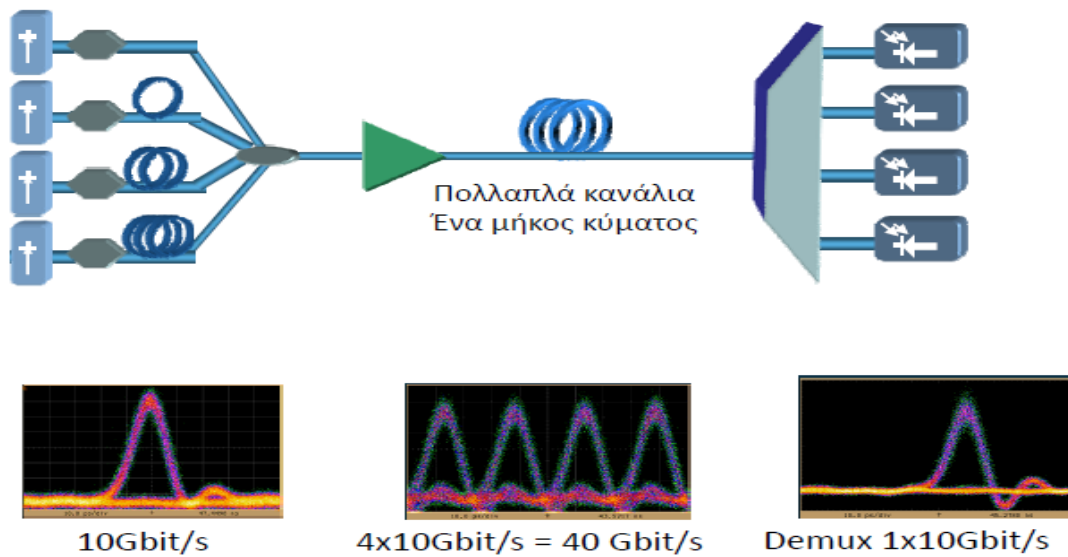 Πολλαπλά κανάλια
Ένα μήκος κύματος
10Gbit/s
4x10Gbit/s = 40 Gbit/s
Demux 1x10Gbit/s